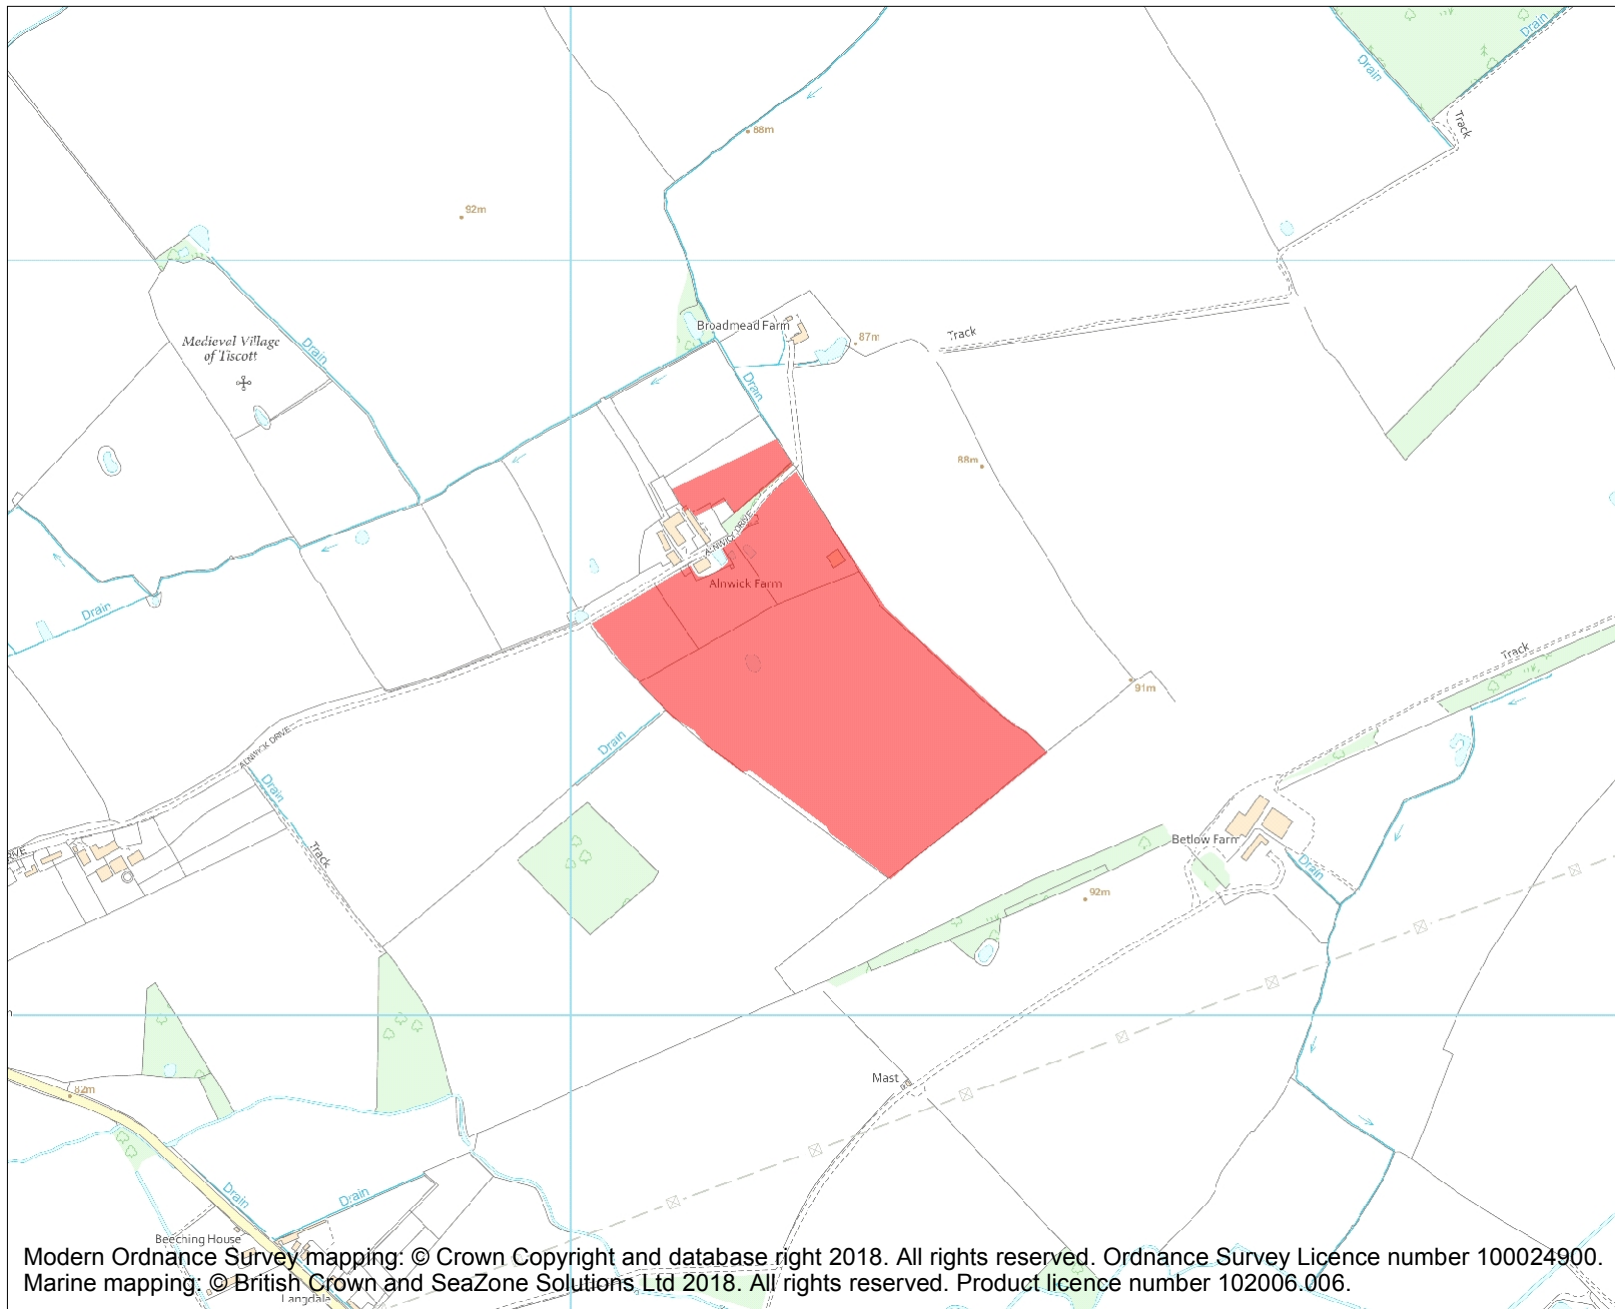 Drain
Drain
Track
88m
92m
Broadmead Farm
87m
Track
Medieval Village
of Tiscott
Drain
Drain
88m
ALNWICK DRIVE
Alnwick Farm
Drain
Track
91m
Drain
ALNWICK DRIVE
Drain
Track
Betlow Farm
Drain
92m
Mast
82m
Drain
Drain
Beeching House
Langdale
Modern Ordnance Survey mapping: © Crown Copyright and database right 2018. All rights reserved. Ordnance Survey Licence number 100024900.
Marine mapping: © British Crown and SeaZone Solutions Ltd 2018. All rights reserved. Product licence number 102006.006.